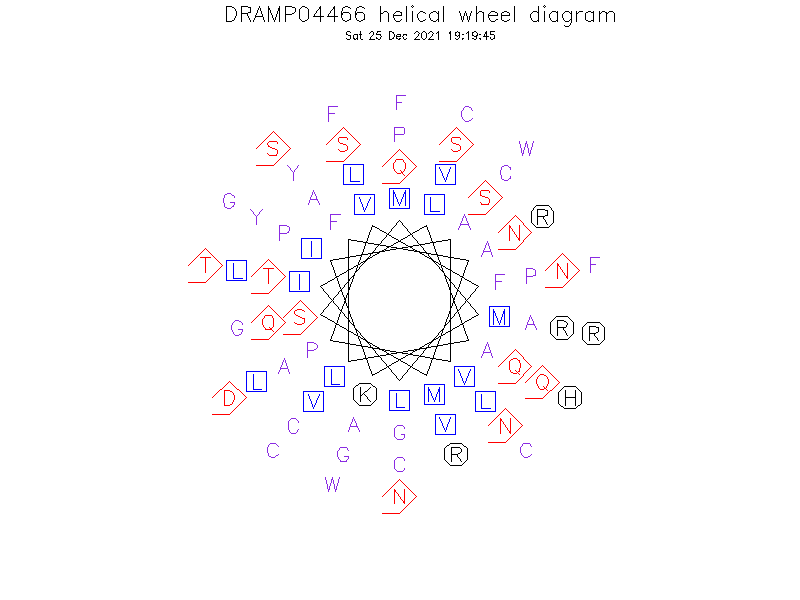 DRAMP04466 helical wheel diagram
Sat 25 Dec 2021 19:19:45
F
F C
P
S S S W
S Q
Y L V C
G A V M L S R
Y P F A N
I A
T L T I F P N F
G Q S M A R R
P A Q
A L K V Q H
D L V L M L N
C A G V C
C G C R
W N